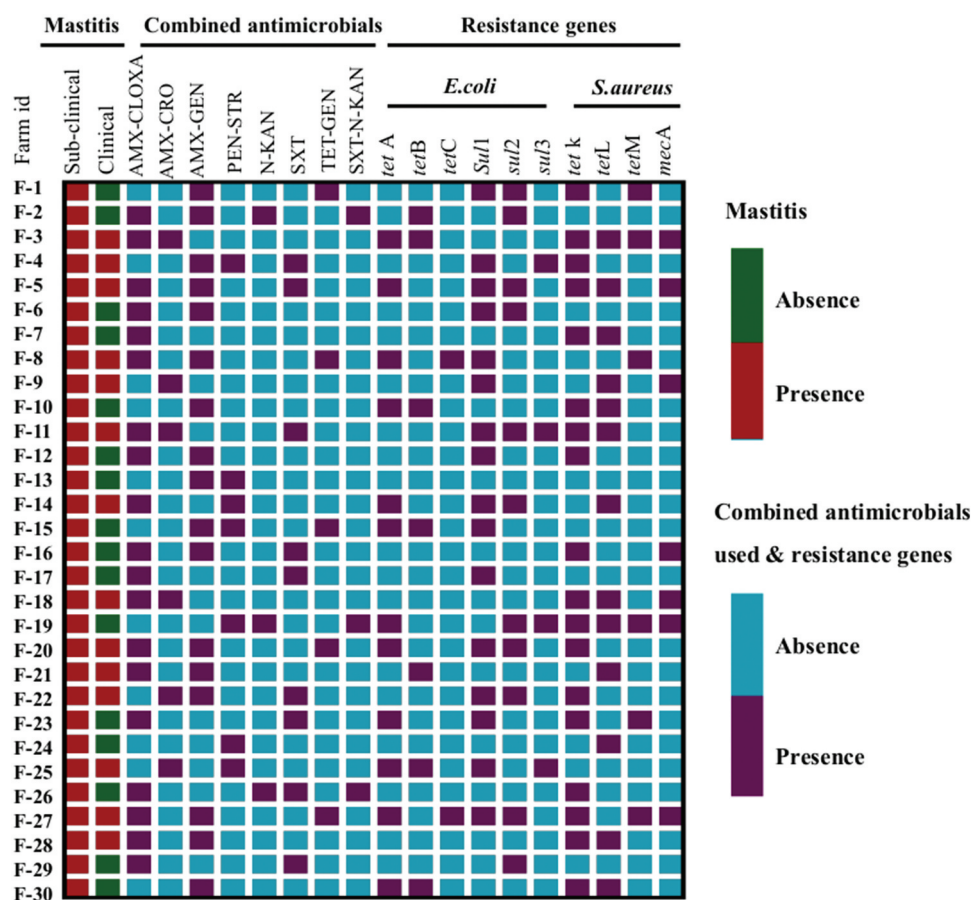 Mastitis
Combined antimicrobials
Resistance genes
E.coli
S.aureus
Farm id
Sub-clinical
Clinical
AMX-CLOXA
AMX-CRO
AMX-GEN
PEN-STR
N-KAN
SXT
TET-GEN
SXT-N-KAN
tet A
tetB
tetC
Sul1
sul2
sul3
tet k
tetL
tetM
mecA
F-1
F-2
F-3
F-4
F-5
F-6
F-7
F-8
F-9
F-10
F-11
F-12
F-13
F-14
F-15
F-16
F-17
F-18
F-19
F-20
F-21
F-22
F-23
F-24
F-25
F-26
F-27
F-28
F-29
F-30
Mastitis
Absence
Presence
Combined antimicrobials
used & resistance genes
Absence
Presence